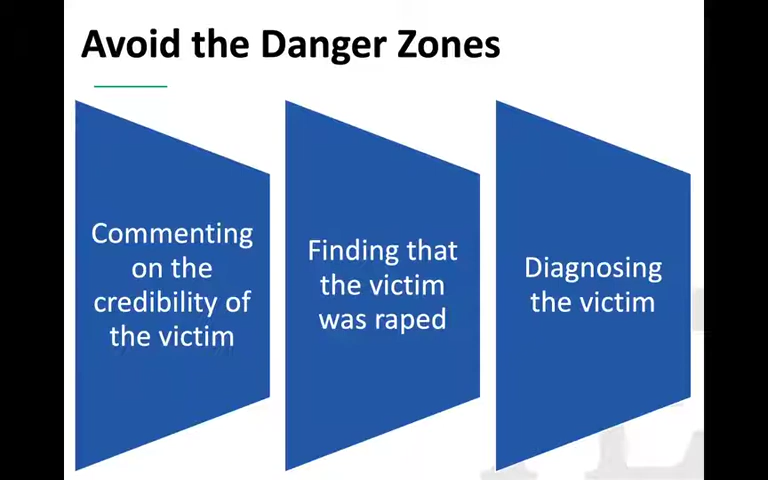 Avoid the Danger Zones
Commenting
on the
credibility of
the victim
Finding that
the victim
was raped
Diagnosing
the victim